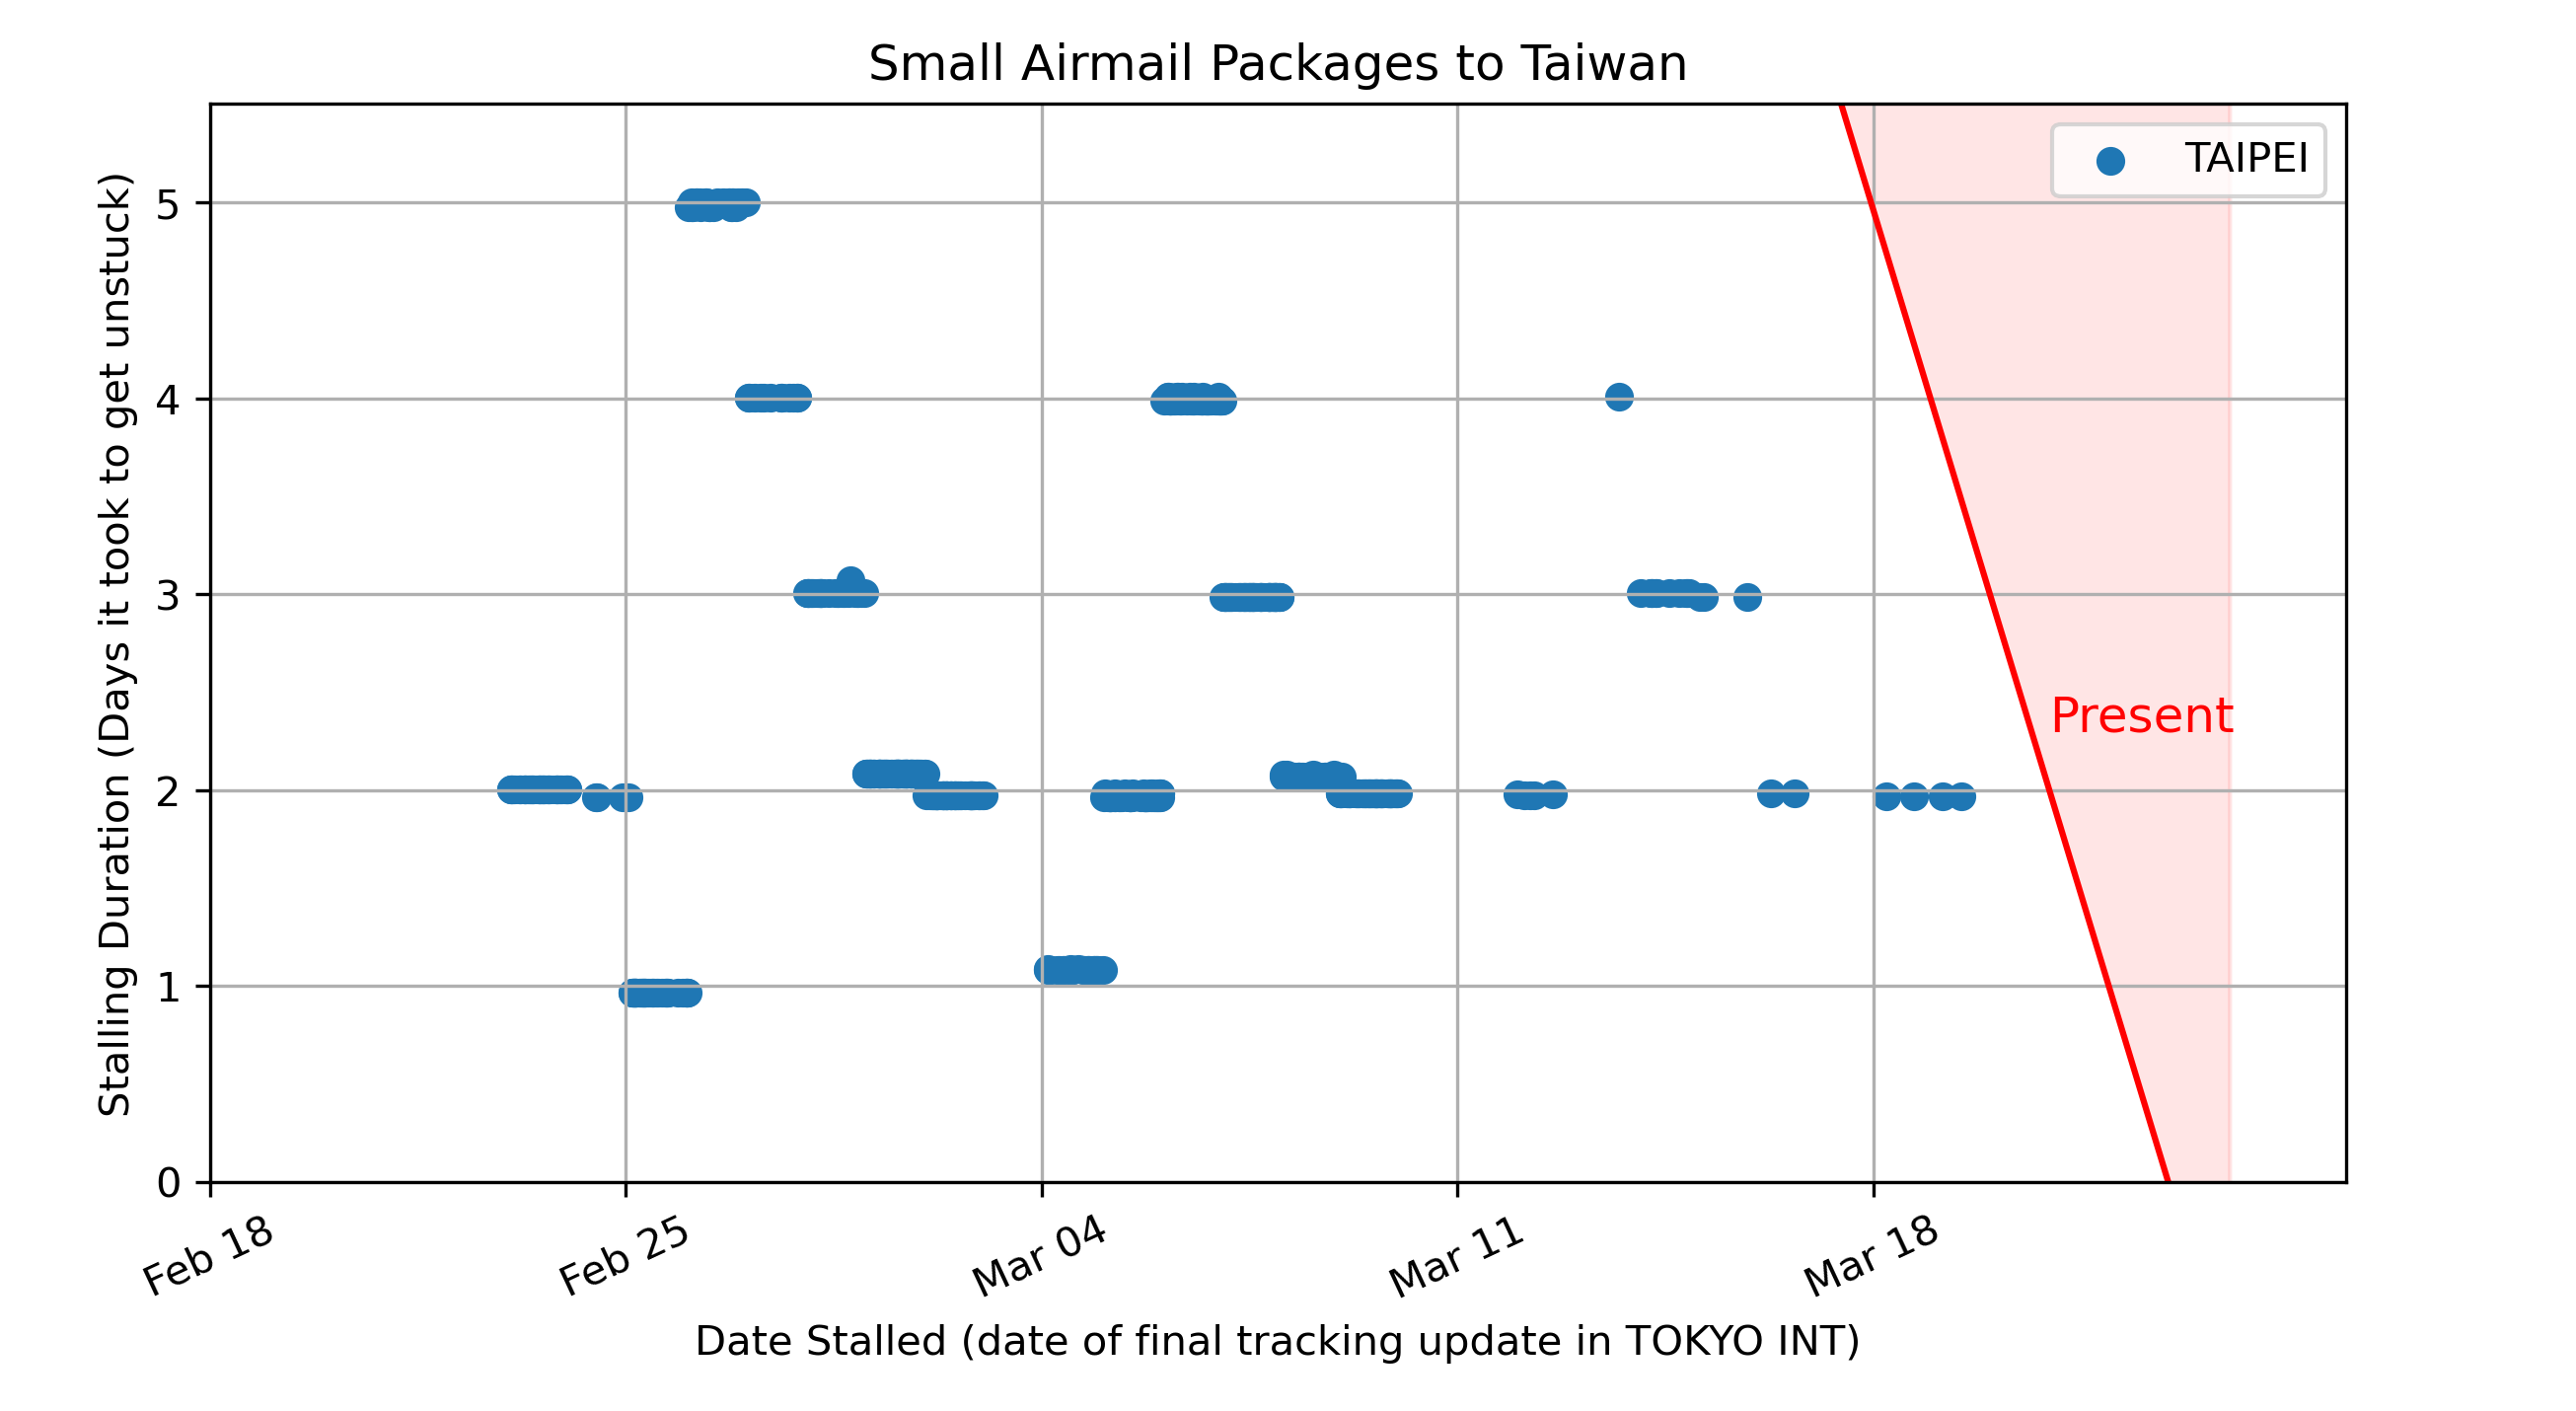 Small Airmail Packages to Taiwan
TAIPEI
Stalling Duration (Days it took to get unstuck)
5
4
3
2
1
0
Present
Feb 18
Feb 25
Mar 04
Mar 11
Mar 18
Date Stalled (date of final tracking update in TOKYO INT)